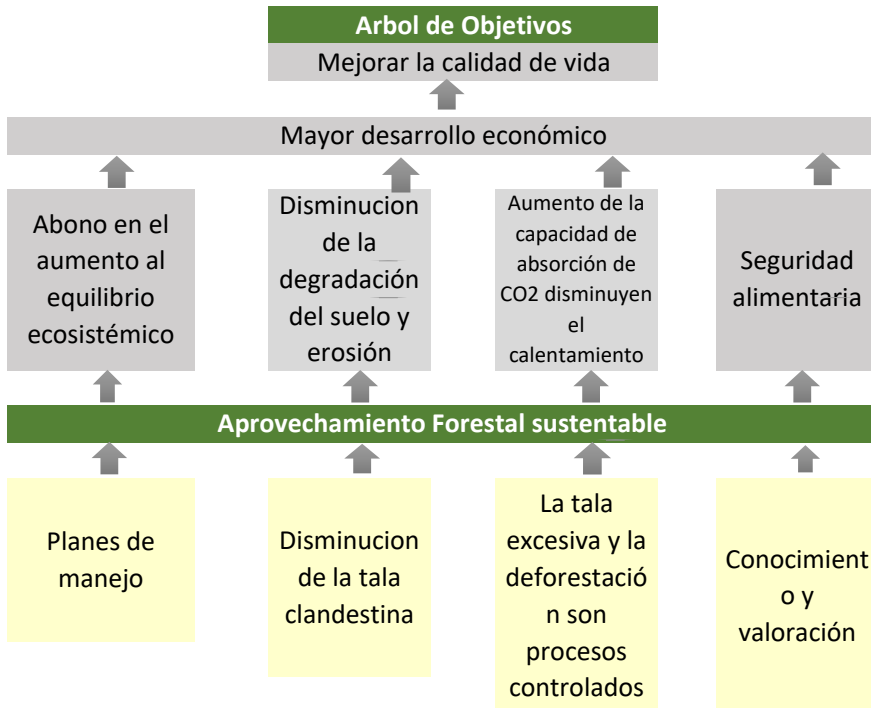 Arbol de Objetivos
Mejorar la calidad de vida
Mayor desarrollo económico
Abono en el
aumento al
equilibrio
ecosistémico
Disminucion
de la
degradación
del suelo y
erosión
Aumento de la
capacidad de
absorción de
CO2 disminuyen
el
calentamiento
Seguridad
alimentaria
Aprovechamiento Forestal sustentable
Planes de
manejo
Disminucion
de la tala
clandestina
La tala
excesiva y la
deforestació
n son
procesos
controlados
Conocimient
o y
valoración